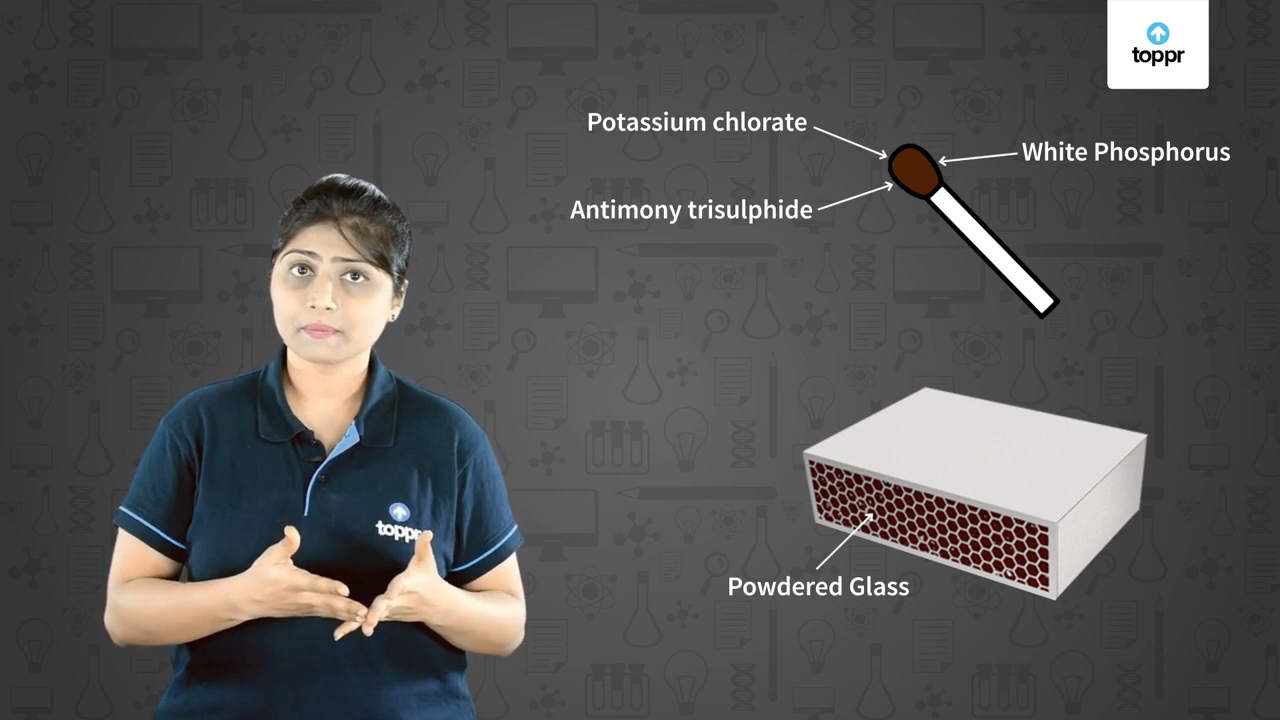 toppr
Potassium chlorate
White Phosphorus
Antimony trisulphide
toppr
Powdered Glass